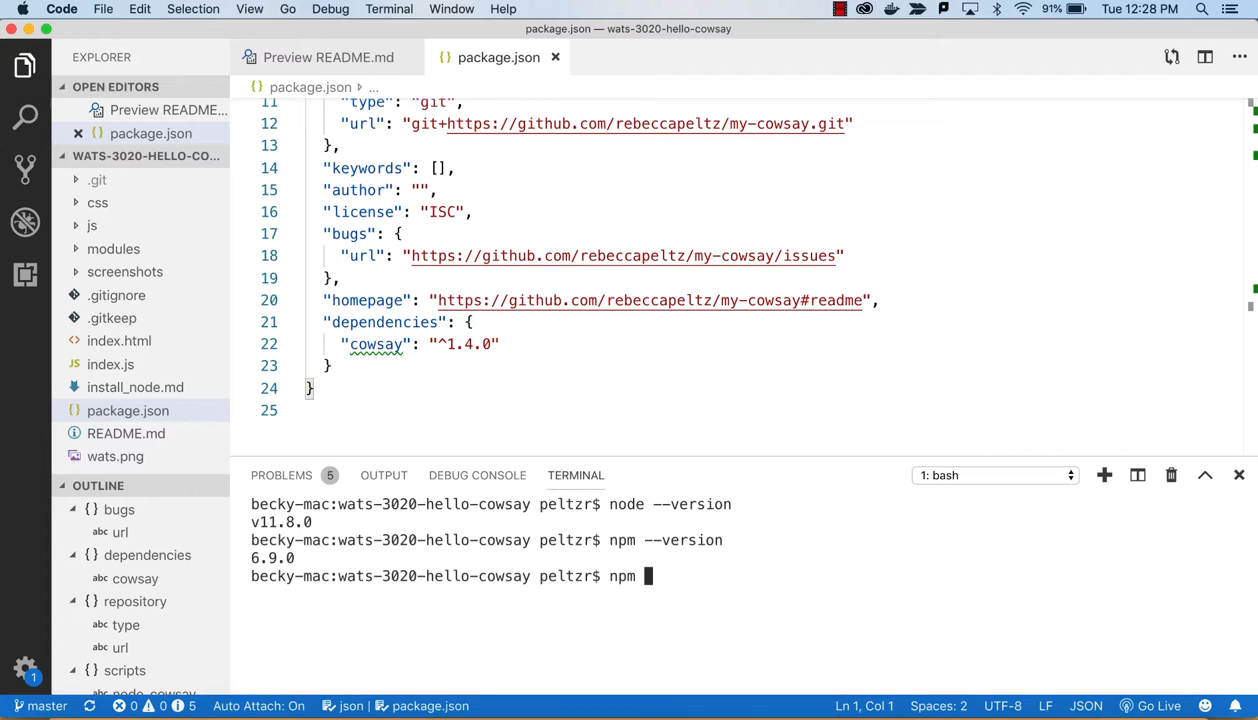 Code File Edit Selection View Go Debug Terminal Window Help 91% Tue 12:28 PM
package.json — wats-3020-hello-cowsay
EXPLORER
OPEN EDITORS
Preview README...
package.json
WATS-3020-HELLO-CO...
.git
css
js
modules
screenshots
.gitignore
.gitkeep
index.html
index.js
install_node.md
package.json
README.md
wats.png
OUTLINE
bugs
url
dependencies
cowsay
repository
type
url
scripts
node_cowsay
Preview README.md
package.json
package.json › ...
11 "type": "git",
12 "url": "git+https://github.com/rebeccapeltz/my-cowsay.git"
13 },
14 "keywords": [],
15 "author": "",
16 "license": "ISC",
17 "bugs": {
18 "url": "https://github.com/rebeccapeltz/my-cowsay/issues"
19 },
20 "homepage": "https://github.com/rebeccapeltz/my-cowsay#readme",
21 "dependencies": {
22 "cowsay": "^1.4.0"
23 }
24 }
25
PROBLEMS 5 OUTPUT DEBUG CONSOLE TERMINAL 1: bash
becky-mac:wats-3020-hello-cowsay peltzr$ node --version
v11.8.0
becky-mac:wats-3020-hello-cowsay peltzr$ npm --version
6.9.0
becky-mac:wats-3020-hello-cowsay peltzr$ npm
1
master 0 0 5 Auto Attach: On json package.json Ln 1, Col 1 Spaces: 2 UTF-8 LF JSON Go Live